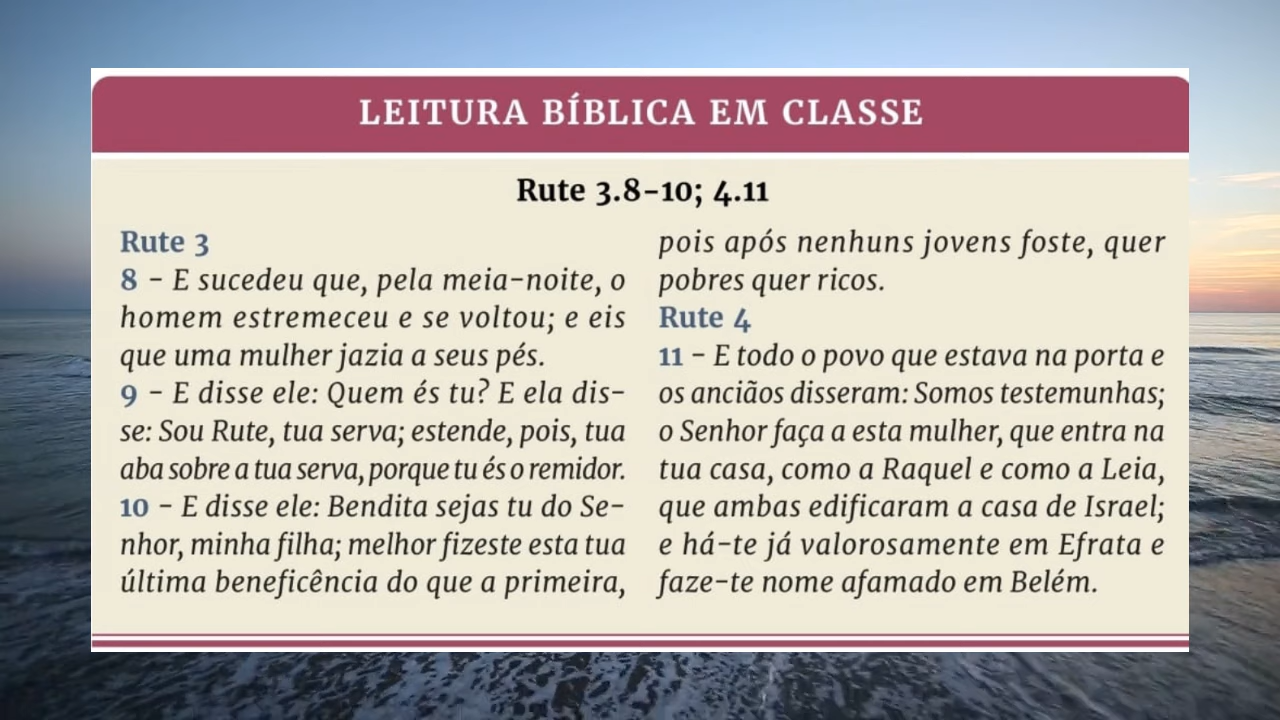 LEITURA BÍBLICA EM CLASSE
Rute 3.8-10; 4.11
Rute 3
8 - E sucedeu que, pela meia-noite, o
homem estremeceu e se voltou; e eis
que uma mulher jazia a seus pés.
9 - E disse ele: Quem és tu? E ela dis-
se: Sou Rute, tua serva; estende, pois, tua
aba sobre a tua serva, porque tu és o remidor.
10 - E disse ele: Bendita sejas tu do Se-
nhor, minha filha; melhor fizeste esta tua
última beneficência do que a primeira,
pois após nenhuns jovens foste, quer
pobres quer ricos.
Rute 4
11 - E todo o povo que estava na porta e
os anciãos disseram: Somos testemunhas;
o Senhor faça a esta mulher, que entra na
tua casa, como a Raquel e como a Leia,
que ambas edificaram a casa de Israel;
e há-te já valorosamente em Efrata e
faze-te nome afamado em Belém.